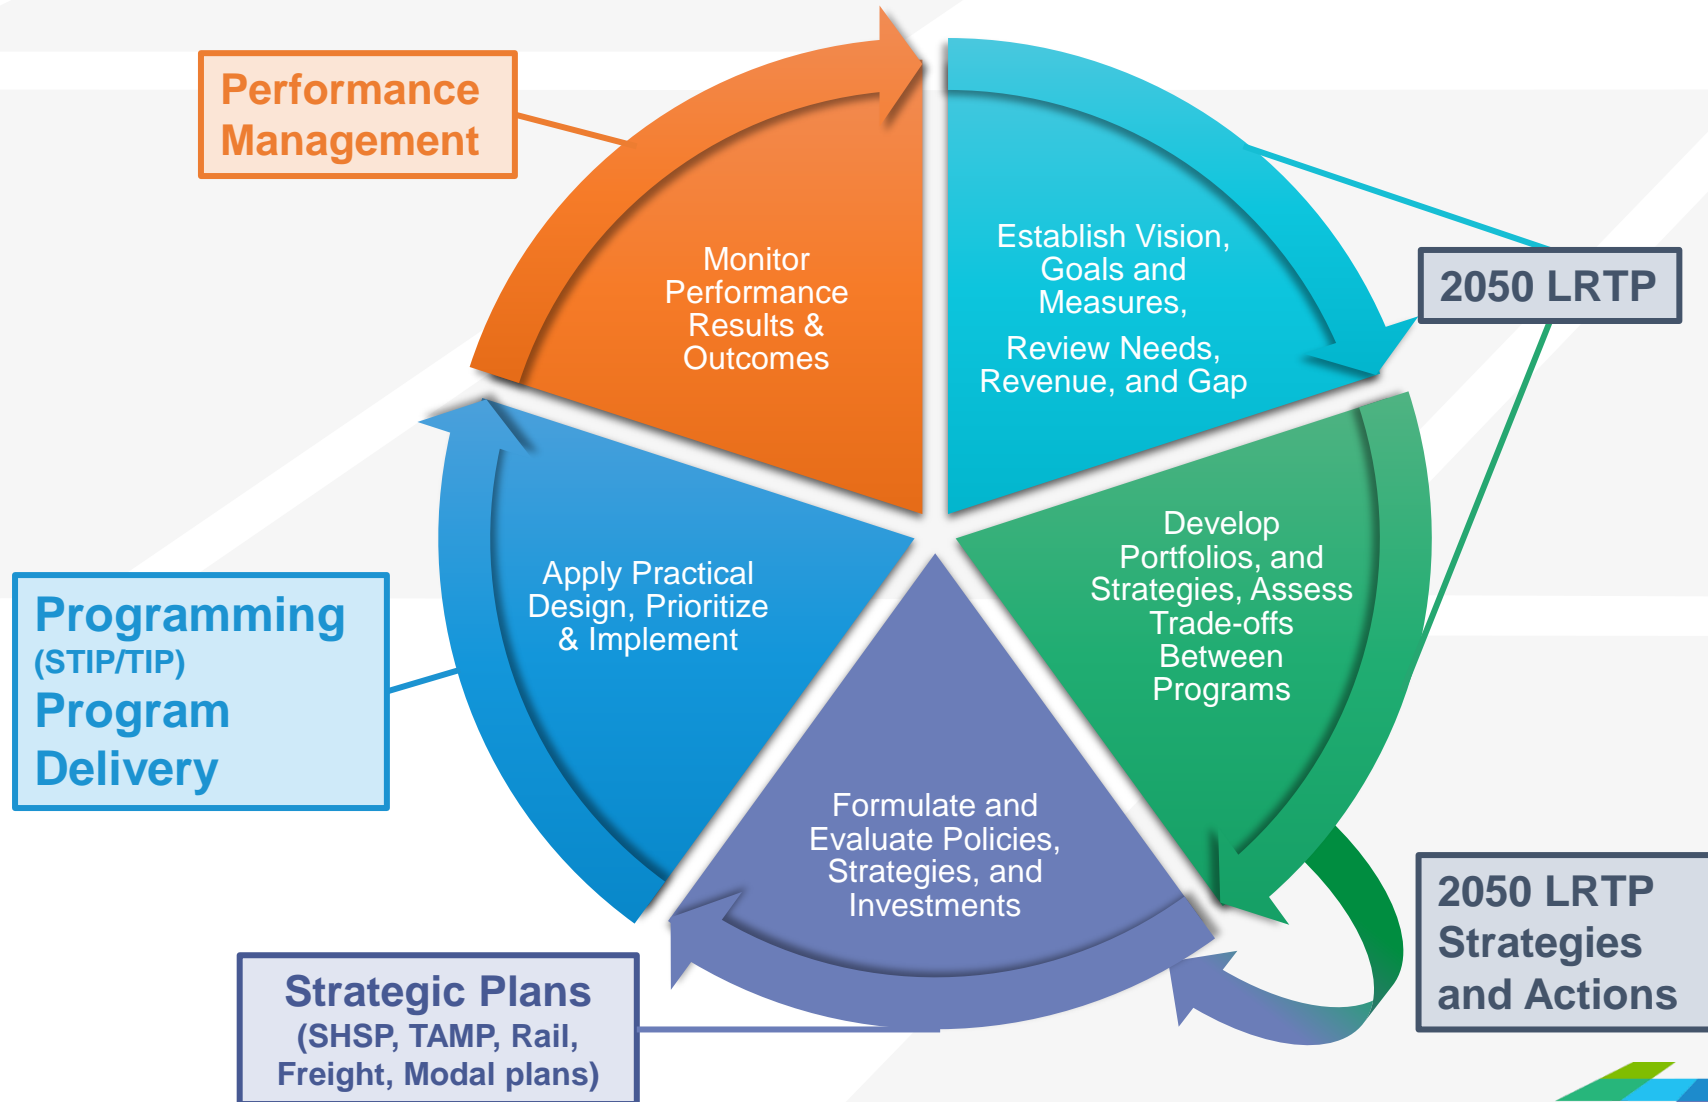 Performance
Management
Monitor
Performance
Results &
Outcomes
Establish Vision,
Goals and
Measures,
Review Needs,
Revenue, and Gap
2050 LRTP
Develop
Portfolios, and
Strategies, Assess
Trade-offs
Between
Programs
Apply Practical
Design, Prioritize
& Implement
Programming
(STIP/TIP)
Program
Delivery
Formulate and
Evaluate Policies,
Strategies, and
Investments
2050 LRTP
Strategies
and Actions
Strategic Plans
(SHSP, TAMP, Rail,
Freight, Modal plans)